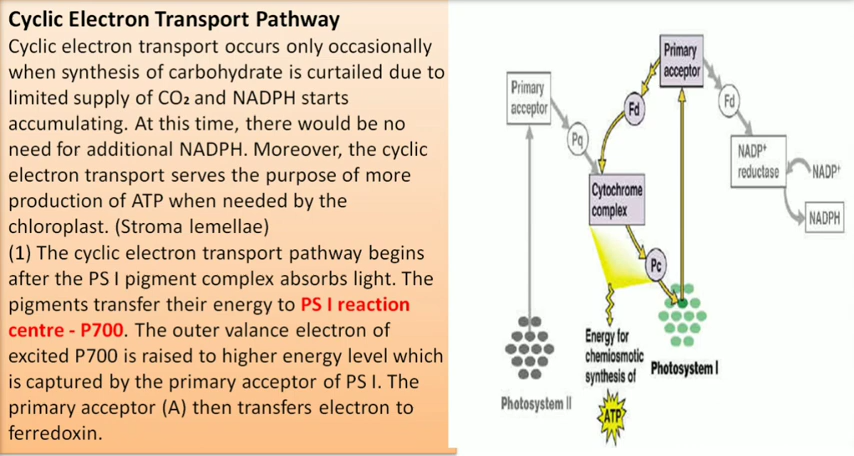 Cyclic Electron Transport Pathway
Cyclic electron transport occurs only occasionally
when synthesis of carbohydrate is curtailed due to
limited supply of CO₂ and NADPH starts
accumulating. At this time, there would be no
need for additional NADPH. Moreover, the cyclic
electron transport serves the purpose of more
production of ATP when needed by the
chloroplast. (Stroma lemellae)
(1) The cyclic electron transport pathway begins
after the PS I pigment complex absorbs light. The
pigments transfer their energy to PS I reaction
centre - P700. The outer valance electron of
excited P700 is raised to higher energy level which
is captured by the primary acceptor of PS I. The
primary acceptor (A) then transfers electron to
ferredoxin.
Primary
acceptor
Pq
Cytochrome
complex
Fd
Primary
acceptor
Fd
NADP⁺
reductase
NADP⁺
NADPH
Pc
Energy for
chemiosmotic
synthesis of
ATP
Photosystem I
Photosystem II